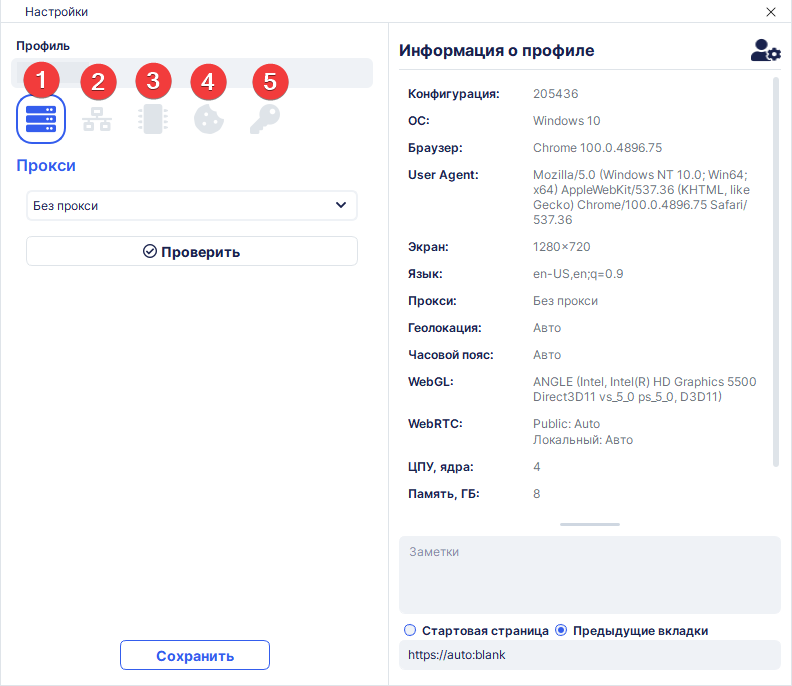 Настройки
Профиль
1 2 3 4 5
Прокси
Без прокси
Проверить
Сохранить
Информация о профиле
Конфигурация: 205436
ОС: Windows 10
Браузер: Chrome 100.0.4896.75
User Agent: Mozilla/5.0 (Windows NT 10.0; Win64;
x64) AppleWebKit/537.36 (KHTML, like
Gecko) Chrome/100.0.4896.75 Safari/
537.36
Экран: 1280×720
Язык: en-US,en;q=0.9
Прокси: Без прокси
Геолокация: Авто
Часовой пояс: Авто
WebGL: ANGLE (Intel, Intel(R) HD Graphics 5500
Direct3D11 vs_5_0 ps_5_0, D3D11)
WebRTC: Public: Auto
Локальный: Авто
ЦПУ, ядра: 4
Память, ГБ: 8
Заметки
Стартовая страница Предыдущие вкладки
https://auto:blank